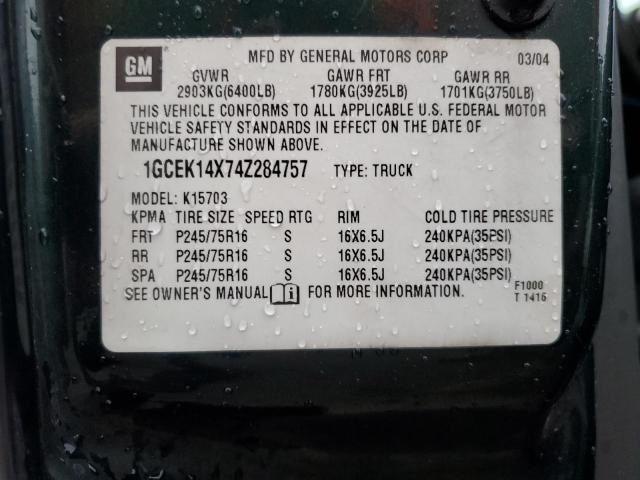 GM
MFD BY GENERAL MOTORS CORP 03/04
GVWR GAWR FRT GAWR RR
2903KG(6400LB) 1780KG(3925LB) 1701KG(3750LB)
THIS VEHICLE CONFORMS TO ALL APPLICABLE U.S. FEDERAL MOTOR
VEHICLE SAFETY STANDARDS IN EFFECT ON THE DATE OF
MANUFACTURE SHOWN ABOVE.
1GCEK14X74Z284757 TYPE: TRUCK
MODEL: K15703
KPMA TIRE SIZE SPEED RTG RIM COLD TIRE PRESSURE
FRT P245/75R16 S 16X6.5J 240KPA(35PSI)
RR P245/75R16 S 16X6.5J 240KPA(35PSI)
SPA P245/75R16 S 16X6.5J 240KPA(35PSI)
SEE OWNER'S MANUAL i FOR MORE INFORMATION.
F1000
T 1416